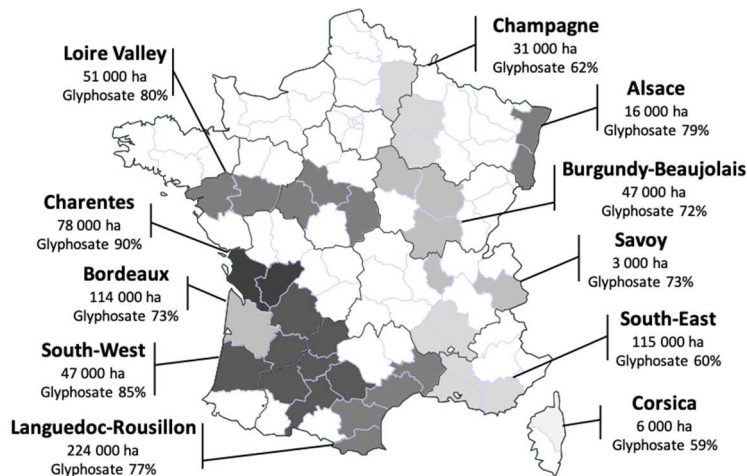 Champagne
31 000 ha
Glyphosate 62%
Loire Valley
51 000 ha
Glyphosate 80%
Alsace
16 000 ha
Glyphosate 79%
Burgundy-Beaujolais
47 000 ha
Glyphosate 72%
Charentes
78 000 ha
Glyphosate 90%
Savoy
3 000 ha
Glyphosate 73%
Bordeaux
114 000 ha
Glyphosate 73%
South-East
115 000 ha
Glyphosate 60%
South-West
47 000 ha
Glyphosate 85%
Corsica
6 000 ha
Glyphosate 59%
Languedoc-Rousillon
224 000 ha
Glyphosate 77%